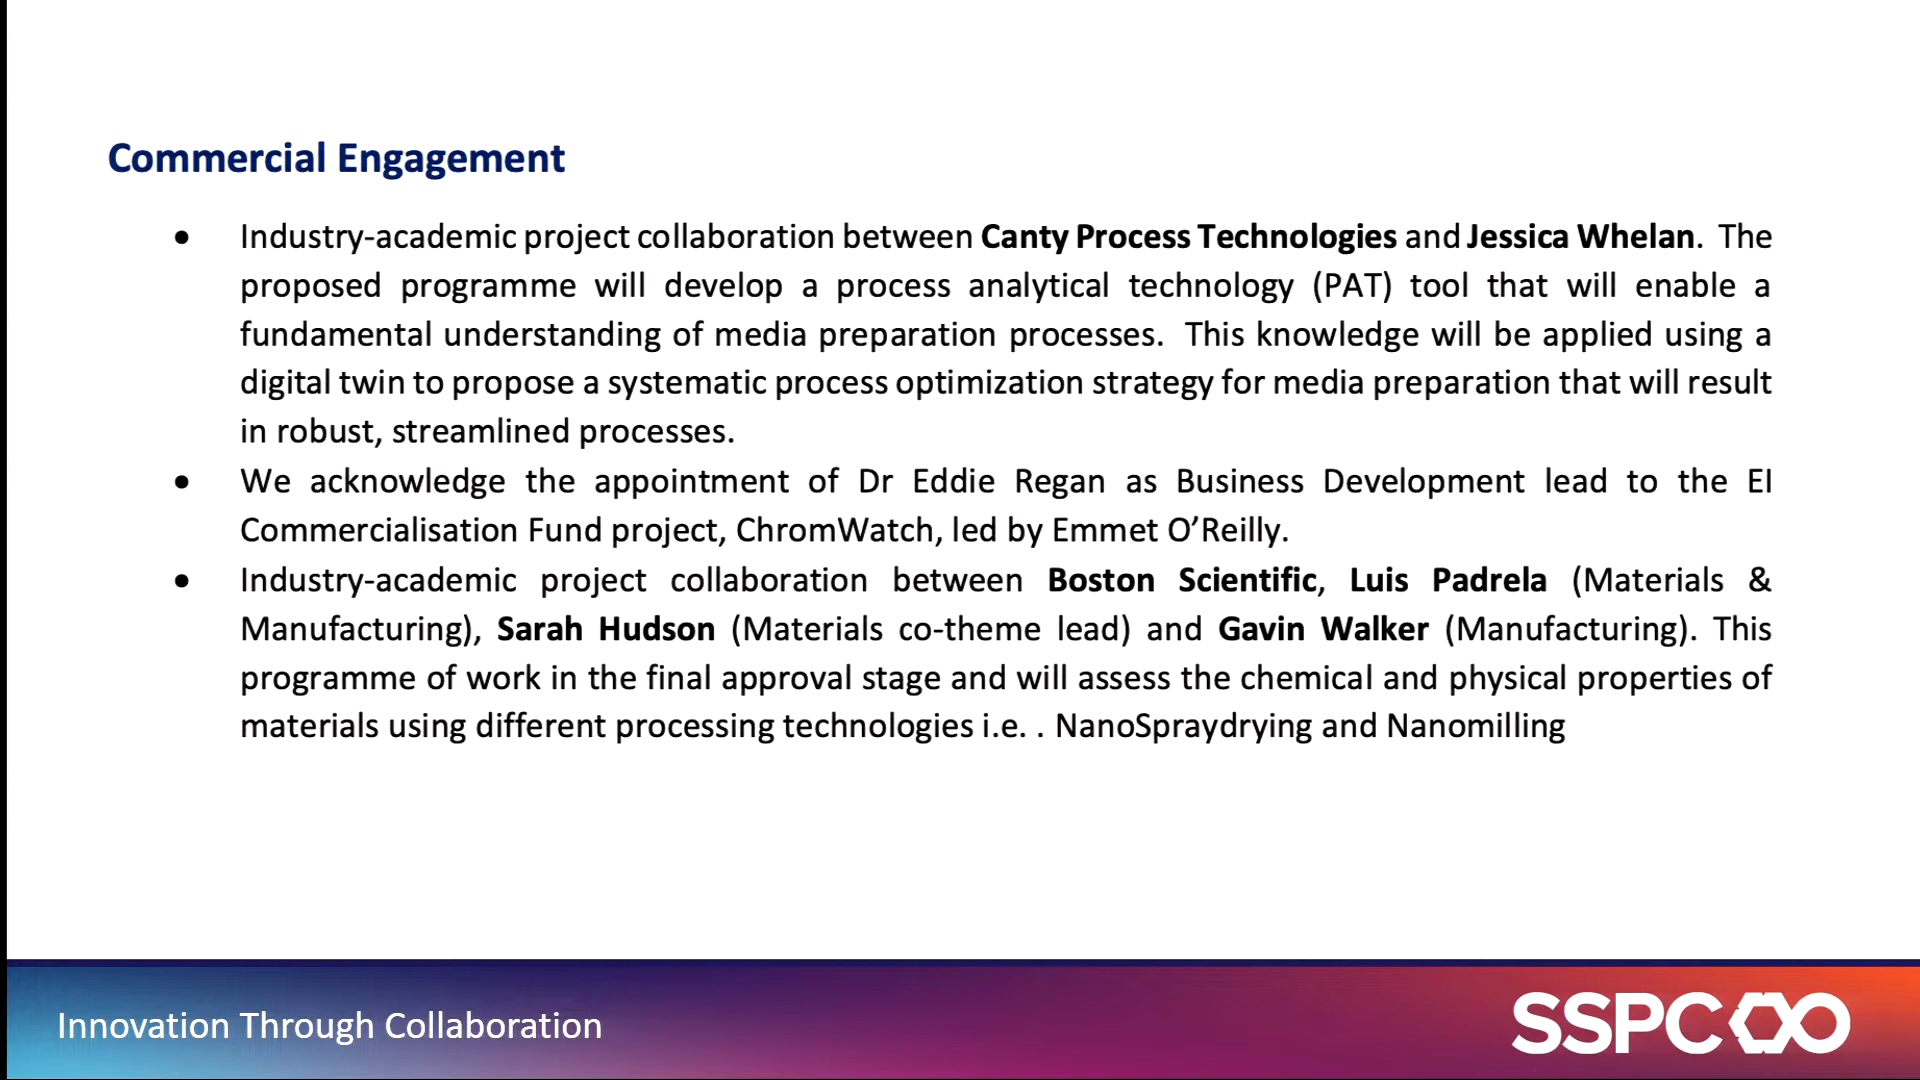 Commercial Engagement
• Industry-academic project collaboration between Canty Process Technologies and Jessica Whelan. The
proposed programme will develop a process analytical technology (PAT) tool that will enable a
fundamental understanding of media preparation processes. This knowledge will be applied using a
digital twin to propose a systematic process optimization strategy for media preparation that will result
in robust, streamlined processes.
• We acknowledge the appointment of Dr Eddie Regan as Business Development lead to the EI
Commercialisation Fund project, ChromWatch, led by Emmet O’Reilly.
• Industry-academic project collaboration between Boston Scientific, Luis Padrela (Materials &
Manufacturing), Sarah Hudson (Materials co-theme lead) and Gavin Walker (Manufacturing). This
programme of work in the final approval stage and will assess the chemical and physical properties of
materials using different processing technologies i.e. . NanoSpraydrying and Nanomilling
Innovation Through Collaboration
SSPC